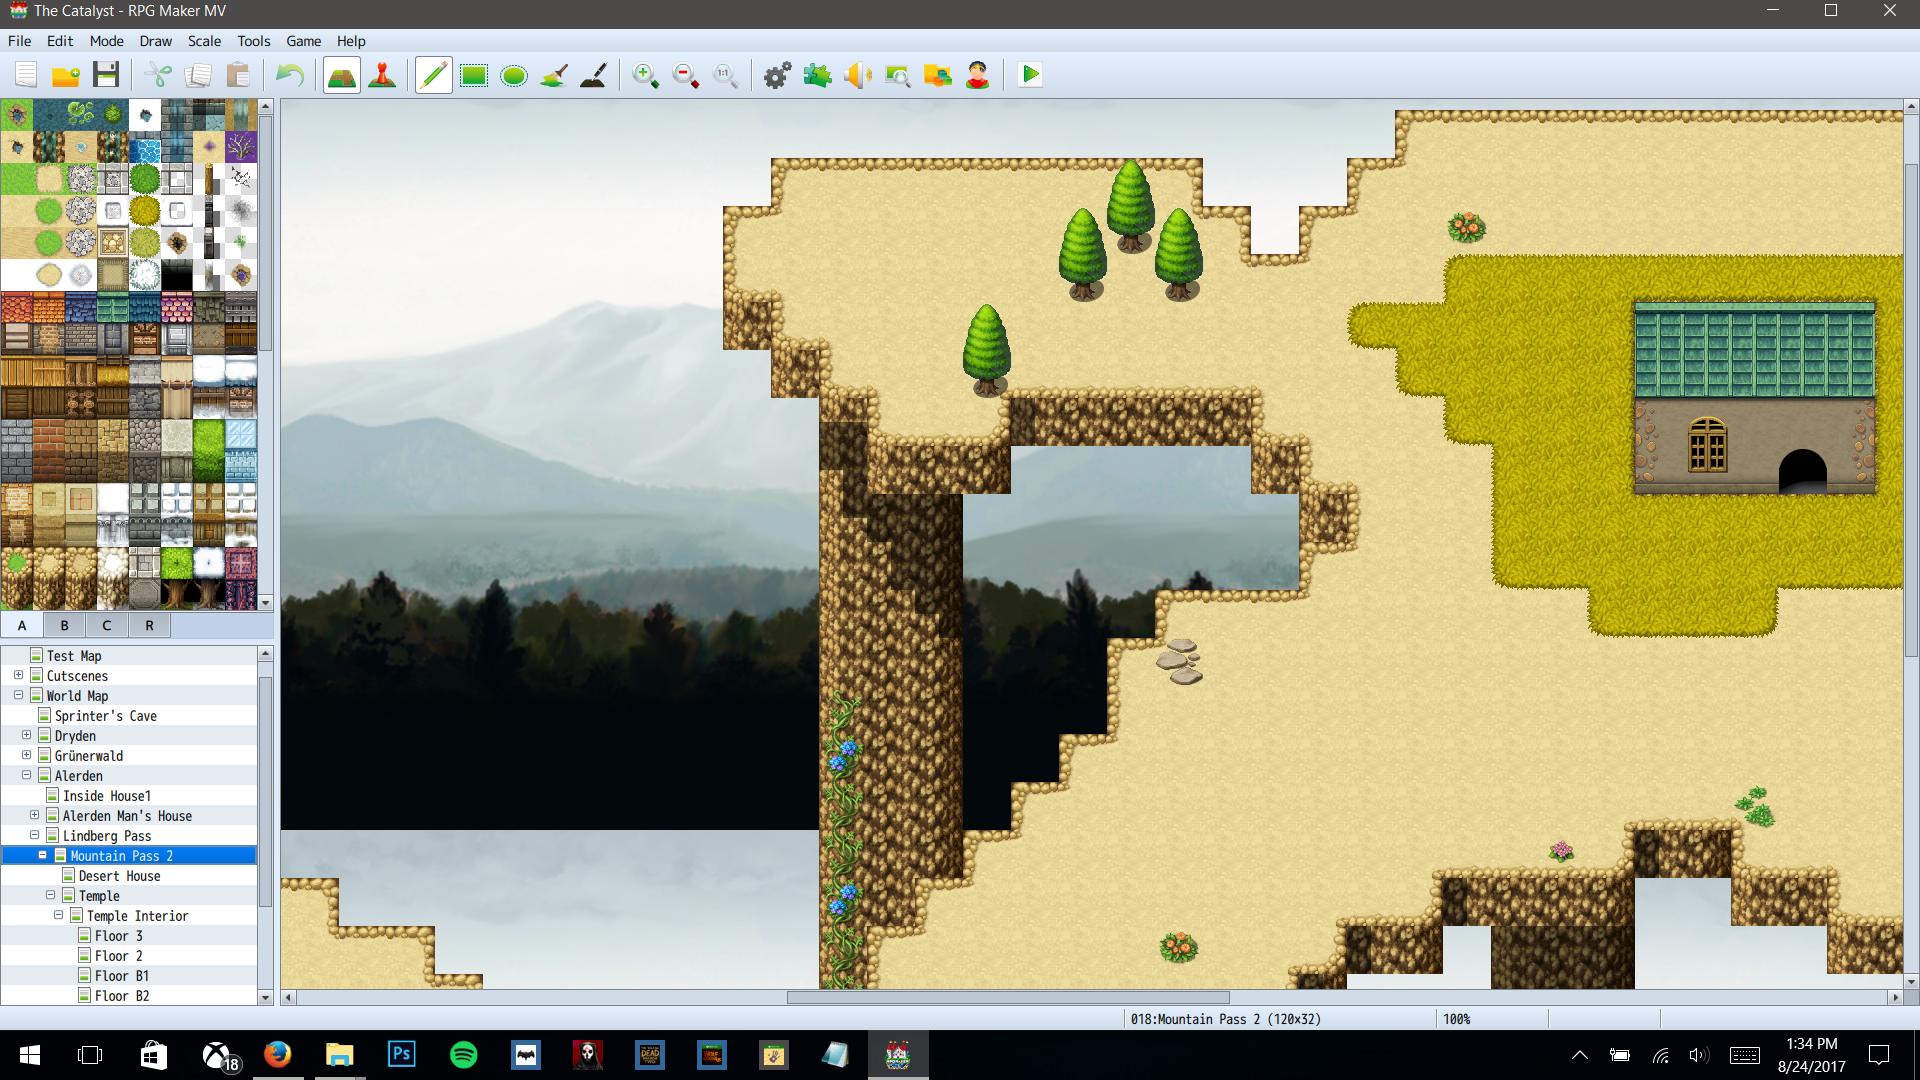 The Catalyst - RPG Maker MV
File Edit Mode Draw Scale Tools Game Help
1:1
A B C R
Test Map
Cutscenes
World Map
Sprinter's Cave
Dryden
Grünerwald
Alerden
Inside House1
Alerden Man's House
Lindberg Pass
Mountain Pass 2
Desert House
Temple
Temple Interior
Floor 3
Floor 2
Floor B1
Floor B2
018:Mountain Pass 2 (120x32) 100%
18 Ps
1:34 PM
8/24/2017